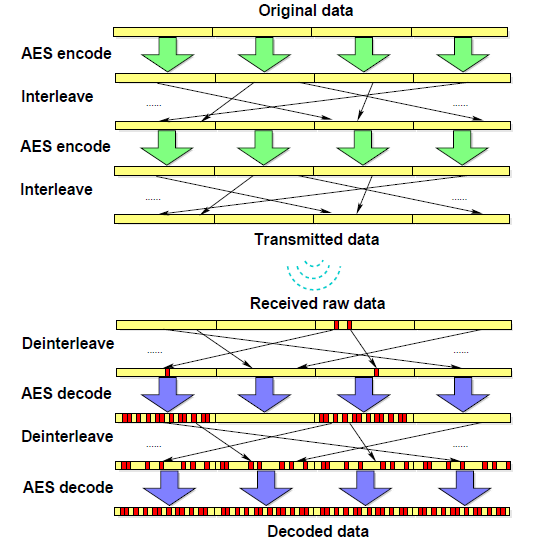 Original data
AES encode
Interleave
......
......
AES encode
Interleave
......
......
Transmitted data
Received raw data
Deinterleave
......
......
AES decode
Deinterleave
......
......
AES decode
Decoded data